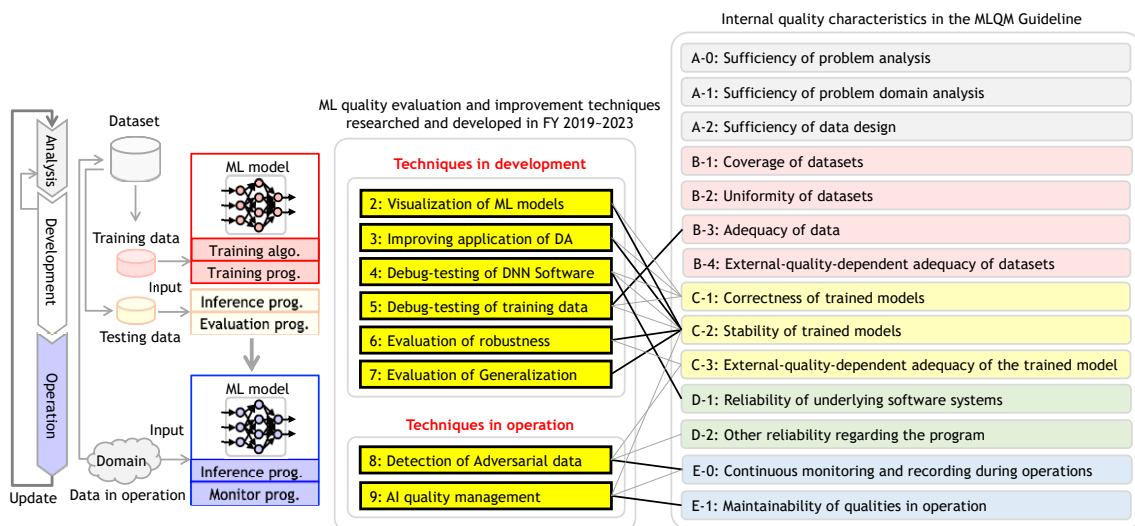 Internal quality characteristics in the MLQM Guideline
A-0: Sufficiency of problem analysis
A-1: Sufficiency of problem domain analysis
A-2: Sufficiency of data design
B-1: Coverage of datasets
B-2: Uniformity of datasets
B-3: Adequacy of data
B-4: External-quality-dependent adequacy of datasets
C-1: Correctness of trained models
C-2: Stability of trained models
C-3: External-quality-dependent adequacy of the trained model
D-1: Reliability of underlying software systems
D-2: Other reliability regarding the program
E-0: Continuous monitoring and recording during operations
E-1: Maintainability of qualities in operation
ML quality evaluation and improvement techniques
researched and developed in FY 2019-2023
Techniques in development
2: Visualization of ML models
3: Improving application of DA
4: Debug-testing of DNN Software
5: Debug-testing of training data
6: Evaluation of robustness
7: Evaluation of Generalization
Techniques in operation
8: Detection of Adversarial data
9: AI quality management
Analysis
Development
Operation
Update
Dataset
Training data
Input
Testing data
ML model
Training algo.
Training prog.
Inference prog.
Evaluation prog.
ML model
Input
Domain
Data in operation
Inference prog.
Monitor prog.